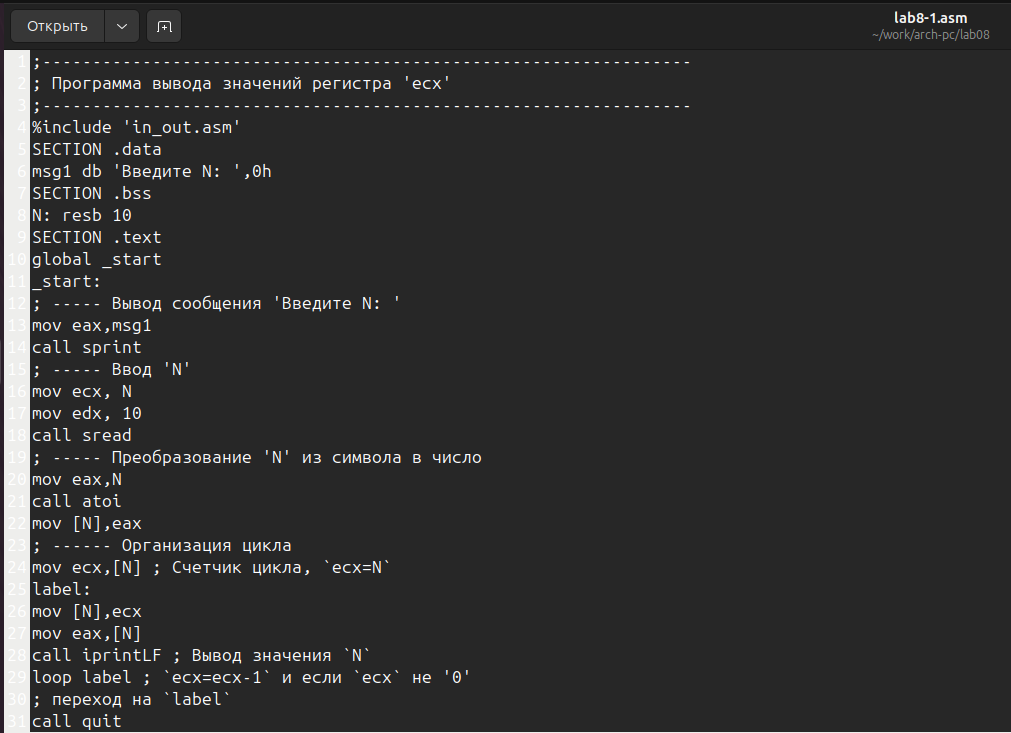 Открыть
lab8-1.asm
~/work/arch-pc/lab08
1 ;-----------------------------------------------------------------
2 ; Программа вывода значений регистра 'ecx'
3 ;-----------------------------------------------------------------
4 %include 'in_out.asm'
5 SECTION .data
6 msg1 db 'Введите N: ',0h
7 SECTION .bss
8 N: resb 10
9 SECTION .text
10 global _start
11 _start:
12 ; ----- Вывод сообщения 'Введите N: '
13 mov eax,msg1
14 call sprint
15 ; ----- Ввод 'N'
16 mov ecx, N
17 mov edx, 10
18 call sread
19 ; ----- Преобразование 'N' из символа в число
20 mov eax,N
21 call atoi
22 mov [N],eax
23 ; ------ Организация цикла
24 mov ecx,[N] ; Счетчик цикла, `ecx=N`
25 label:
26 mov [N],ecx
27 mov eax,[N]
28 call iprintLF ; Вывод значения `N`
29 loop label ; `ecx=ecx-1` и если `ecx` не '0'
30 ; переход на `label`
31 call quit